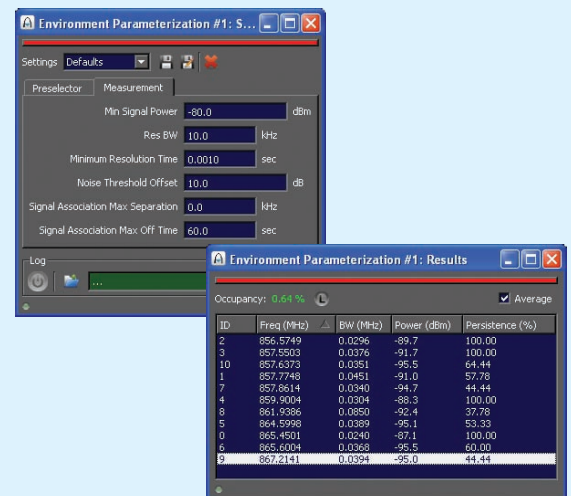 Environment Parameterization #1: S...
Settings Defaults
Preselector Measurement
Min Signal Power -80.0 dBm
Res BW 10.0 kHz
Minimum Resolution Time 0.0010 sec
Noise Threshold Offset 10.0 dB
Signal Association Max Separation 0.0 kHz
Signal Association Max Off Time 60.0 sec
Log
...
Environment Parameterization #1: Results
Occupancy: 0.64 % L Average
ID Freq (MHz) BW (MHz) Power (dBm) Persistence (%)
2 856.5749 0.0296 -89.7 100.00
3 857.5503 0.0376 -91.7 100.00
10 857.6373 0.0351 -95.5 64.44
1 857.7748 0.0451 -91.0 57.78
7 857.8614 0.0340 -94.7 44.44
4 859.9004 0.0304 -88.3 100.00
8 861.9386 0.0850 -92.4 37.78
5 864.5998 0.0389 -95.1 53.33
0 865.4501 0.0240 -87.1 100.00
6 865.6004 0.0368 -95.5 60.00
9 867.2141 0.0394 -95.0 44.44